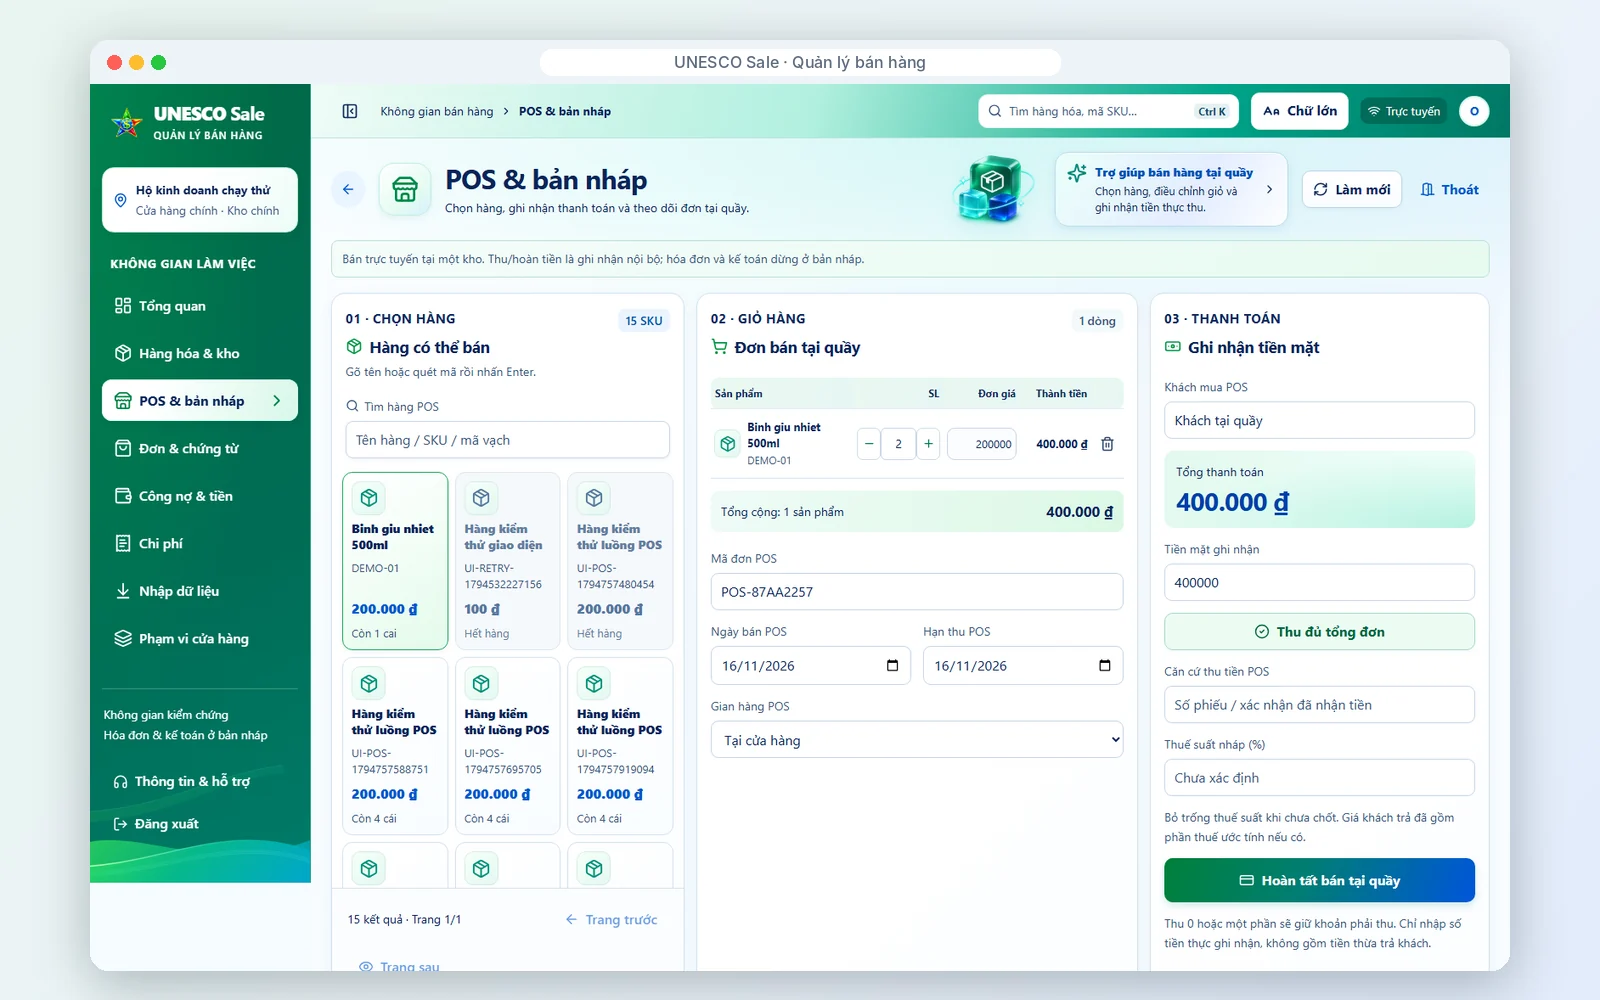 UNESCO Sale · Quản lý bán hàng
UNESCO Sale
QUẢN LÝ BÁN HÀNG
Hộ kinh doanh chạy thử
Cửa hàng chính · Kho chính
KHÔNG GIAN LÀM VIỆC
Tổng quan
Hàng hóa & kho
POS & bản nháp
Đơn & chứng từ
Công nợ & tiền
Chi phí
Nhập dữ liệu
Phạm vi cửa hàng
Không gian kiểm chứng
Hóa đơn & kế toán ở bản nháp
Thông tin & hỗ trợ
Đăng xuất
Không gian bán hàng > POS & bản nháp
Tìm hàng hóa, mã SKU...
Ctrl K
Aa Chữ lớn
Trực tuyến
O
POS & bản nháp
Chọn hàng, ghi nhận thanh toán và theo dõi đơn tại quầy.
Trợ giúp bán hàng tại quầy
Chọn hàng, điều chỉnh giỏ và
ghi nhận tiền thực thu.
Làm mới
Thoát
Bán trực tuyến tại một kho. Thu/hoàn tiền là ghi nhận nội bộ; hóa đơn và kế toán dừng ở bản nháp.
01 · CHỌN HÀNG
15 SKU
Hàng có thể bán
Gõ tên hoặc quét mã rồi nhấn Enter.
Tìm hàng POS
Tên hàng / SKU / mã vạch
Binh giu nhiet
500ml
DEMO-01
200.000 ₫
Còn 1 cai
Hàng kiểm
thử giao diện
UI-RETRY-
1794532227156
100 ₫
Hết hàng
Hàng kiểm
thử luồng POS
UI-POS-
1794757480454
200.000 ₫
Hết hàng
Hàng kiểm
thử luồng POS
UI-POS-
1794757588751
200.000 ₫
Còn 4 cái
Hàng kiểm
thử luồng POS
UI-POS-
1794757695705
200.000 ₫
Còn 4 cái
Hàng kiểm
thử luồng POS
UI-POS-
1794757919094
200.000 ₫
Còn 4 cái
15 kết quả · Trang 1/1
Trang trước
Trang sau
02 · GIỎ HÀNG
1 dòng
Đơn bán tại quầy
Sản phẩm SL Đơn giá Thành tiền
Binh giu nhiet
500ml
DEMO-01
− 2 + 200000 400.000 ₫
Tổng cộng: 1 sản phẩm 400.000 ₫
Mã đơn POS
POS-87AA2257
Ngày bán POS
16/11/2026
Hạn thu POS
16/11/2026
Gian hàng POS
Tại cửa hàng
03 · THANH TOÁN
Ghi nhận tiền mặt
Khách mua POS
Khách tại quầy
Tổng thanh toán
400.000 ₫
Tiền mặt ghi nhận
400000
Thu đủ tổng đơn
Căn cứ thu tiền POS
Số phiếu / xác nhận đã nhận tiền
Thuế suất nháp (%)
Chưa xác định
Bỏ trống thuế suất khi chưa chốt. Giá khách trả đã gồm
phần thuế ước tính nếu có.
Hoàn tất bán tại quầy
Thu 0 hoặc một phần sẽ giữ khoản phải thu. Chỉ nhập số
tiền thực ghi nhận, không gồm tiền thừa trả khách.